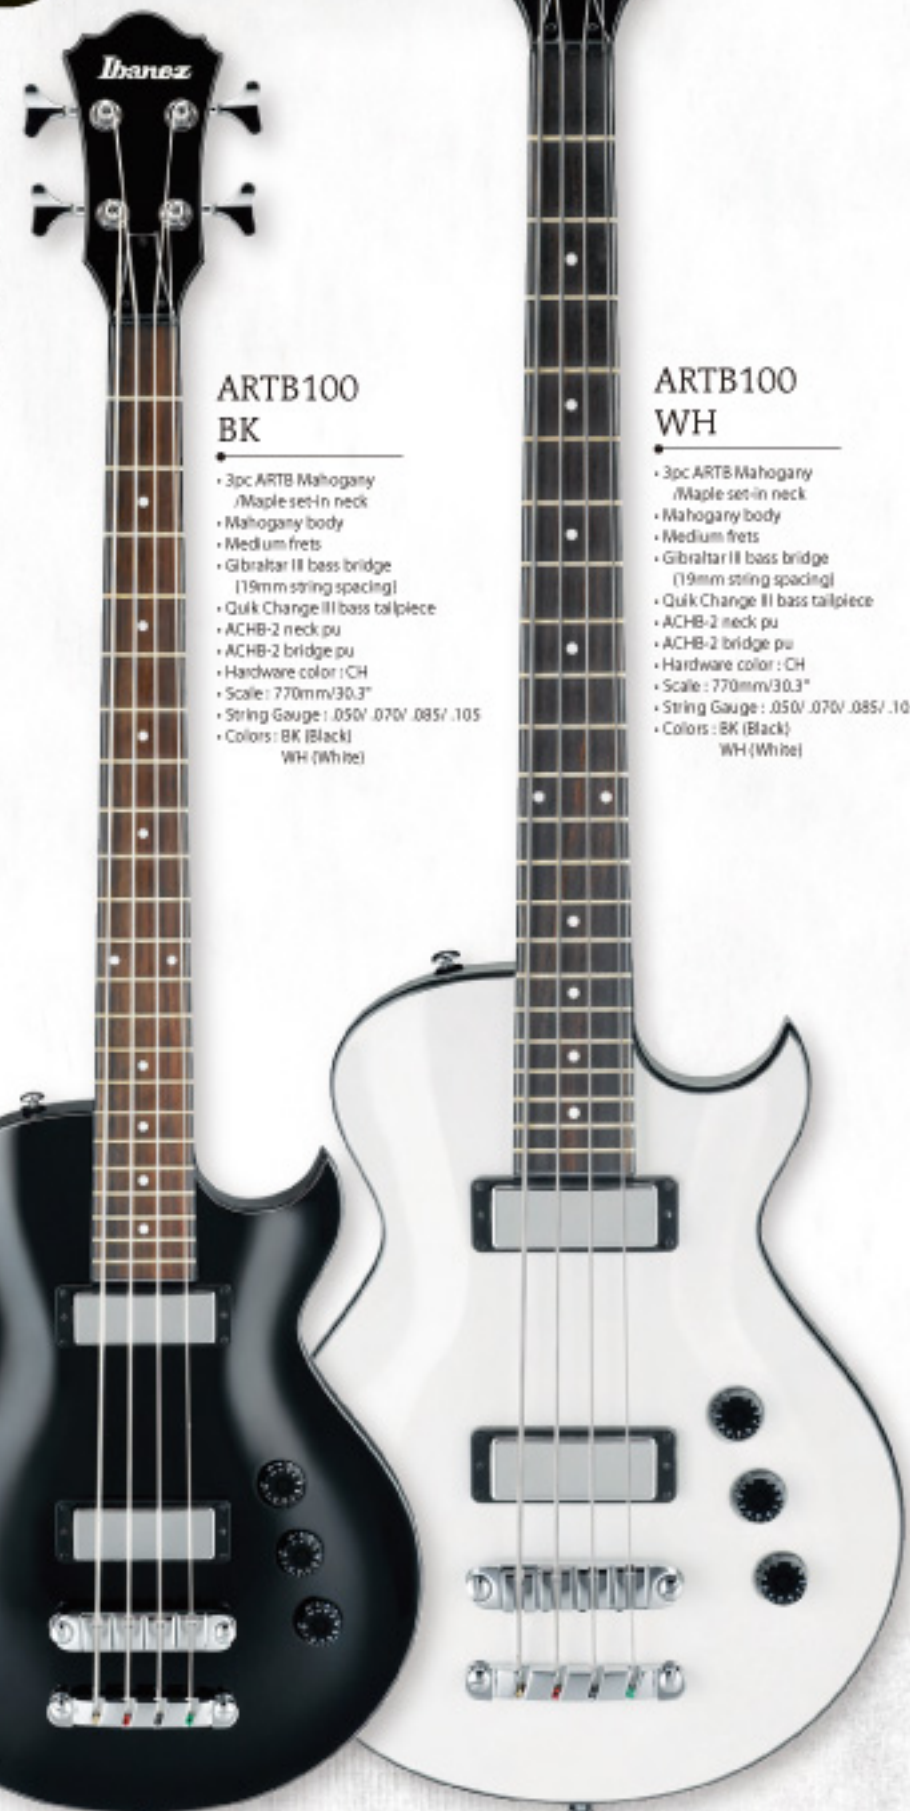 Ibanez
ARTB100
BK
• 3pc ARTB Mahogany
/Maple set-in neck
• Mahogany body
• Medium frets
• Gibraltar III bass bridge
(19mm string spacing)
• Quik Change III bass tailpiece
• ACHB-2 neck pu
• ACHB-2 bridge pu
• Hardware color : CH
• Scale : 770mm/30.3"
• String Gauge : .050/ .070/ .085/ .105
• Colors : BK (Black)
WH (White)
ARTB100
WH
• 3pc ARTB Mahogany
/Maple set-in neck
• Mahogany body
• Medium frets
• Gibraltar III bass bridge
(19mm string spacing)
• Quik Change III bass tailpiece
• ACHB-2 neck pu
• ACHB-2 bridge pu
• Hardware color : CH
• Scale : 770mm/30.3"
• String Gauge : .050/ .070/ .085/ .10
• Colors : BK (Black)
WH (White)